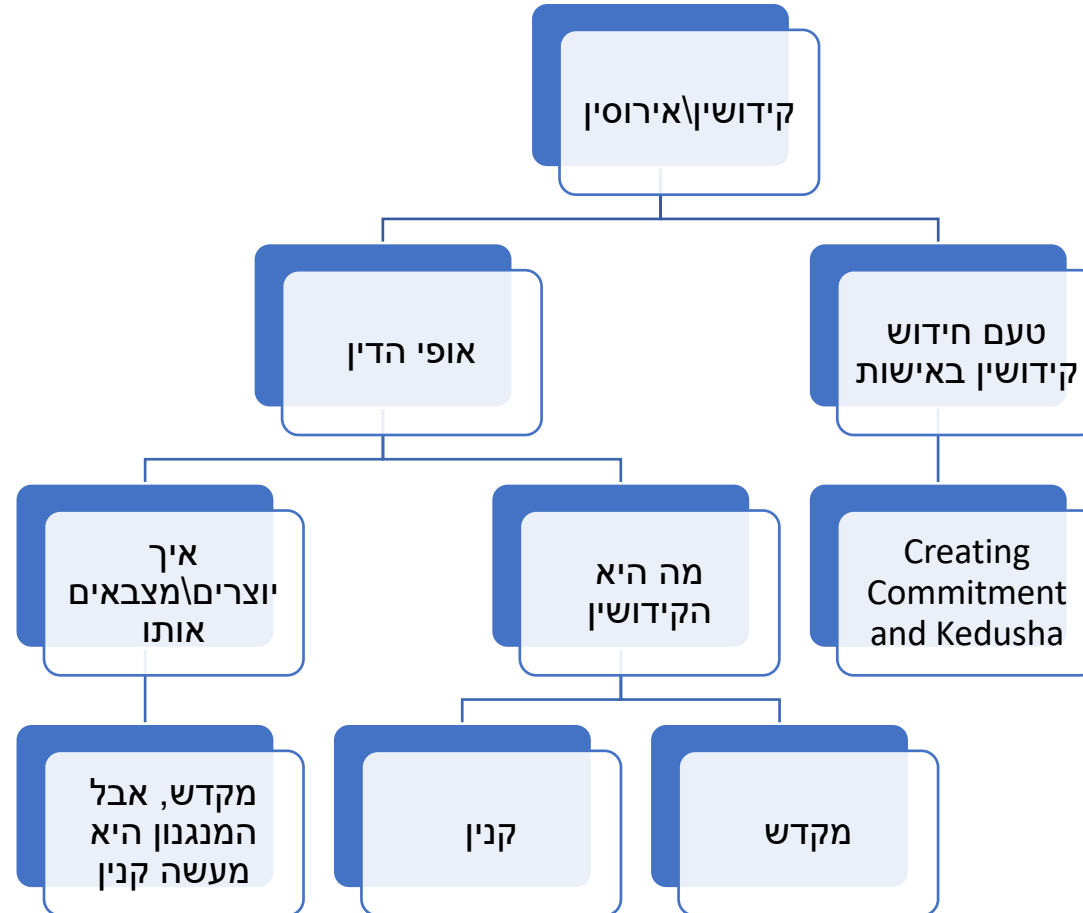 קידושין\אירוסין
טעם חידוש
קידושין באישות
אופי הדין
Creating
Commitment
and Kedusha
מה היא
הקידושין
איך
יוצרים\מצבאים
אותו
מקדש
קנין
מקדש, אבל
המנגנון היא
מעשה קנין